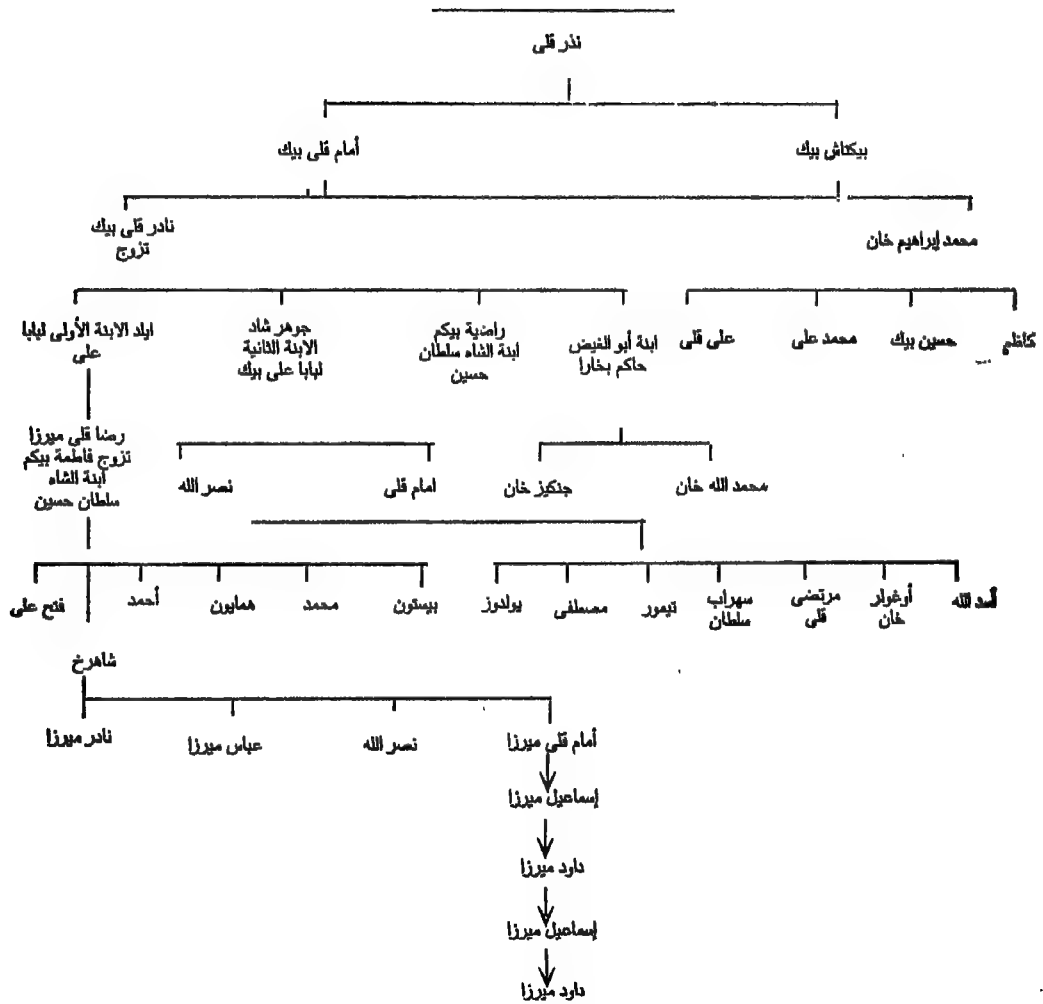 نذر قلى
بيكتاش بيك
أمام قلى بيك
محمد إبراهيم خان
نادر قلى بيك
تزوج
كاظم
حسين بيك
محمد على
على قلى
ابنة أبو الفيض
حاكم بخارا
راضية بيكم
ابنة الشاه سلطان
حسين
جوهر شاد
الابنة الثانية
لبابا على بيك
ايلد الابنة الأولى لبابا
على
رضا قلى ميرزا
تزوج فاطمة بيكم
ابنة الشاه
سلطان حسين
محمد الله خان
جنكيز خان
امام قلى
نصر الله
أسد الله
أوغولر
خان
مرتضى
قلى
سهراب
سلطان
تيمور
مصطفى
يولدوز
بيستون
محمد
همايون
أحمد
فتح على
شاهرخ
أمام قلى ميرزا
نصر الله
عباس ميرزا
نادر ميرزا
إسماعيل ميرزا
داود ميرزا
إسماعيل ميرزا
داود ميرزا